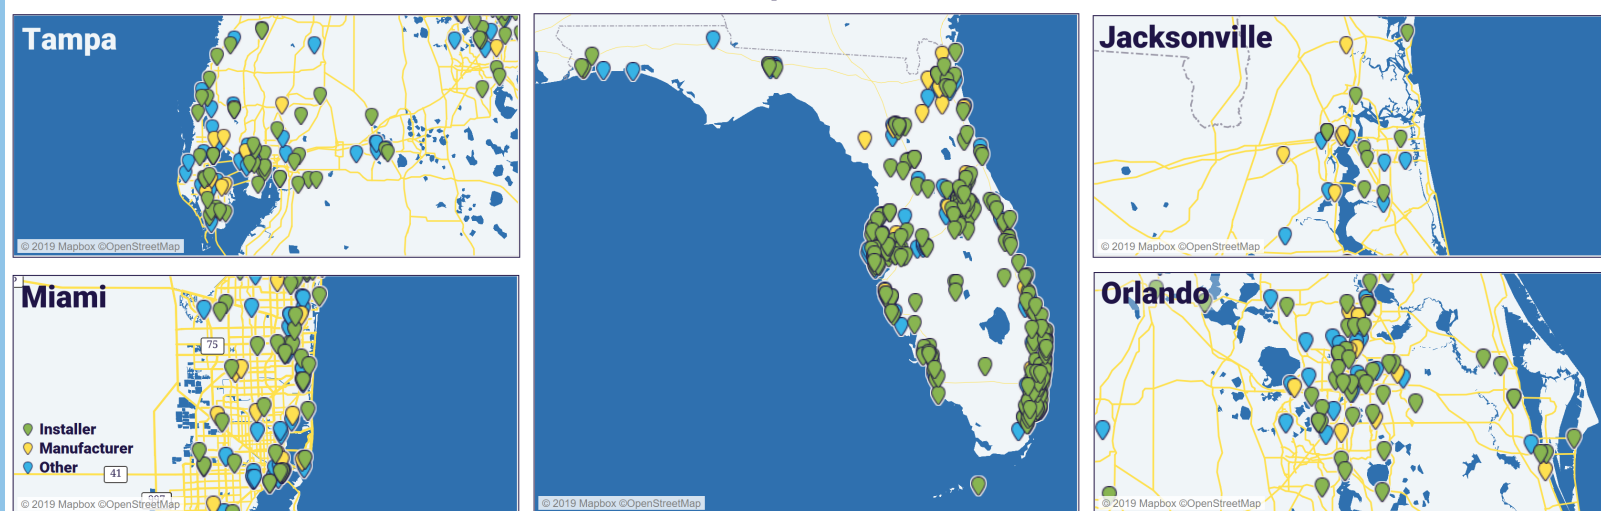 Tampa
© 2019 Mapbox ©OpenStreetMap
Miami
75
Installer
Manufacturer
Other
41
© 2019 Mapbox ©OpenStreetMap
© 2019 Mapbox ©OpenStreetMap
Jacksonville
© 2019 Mapbox ©OpenStreetMap
Orlando
© 2019 Mapbox ©OpenStreetMap